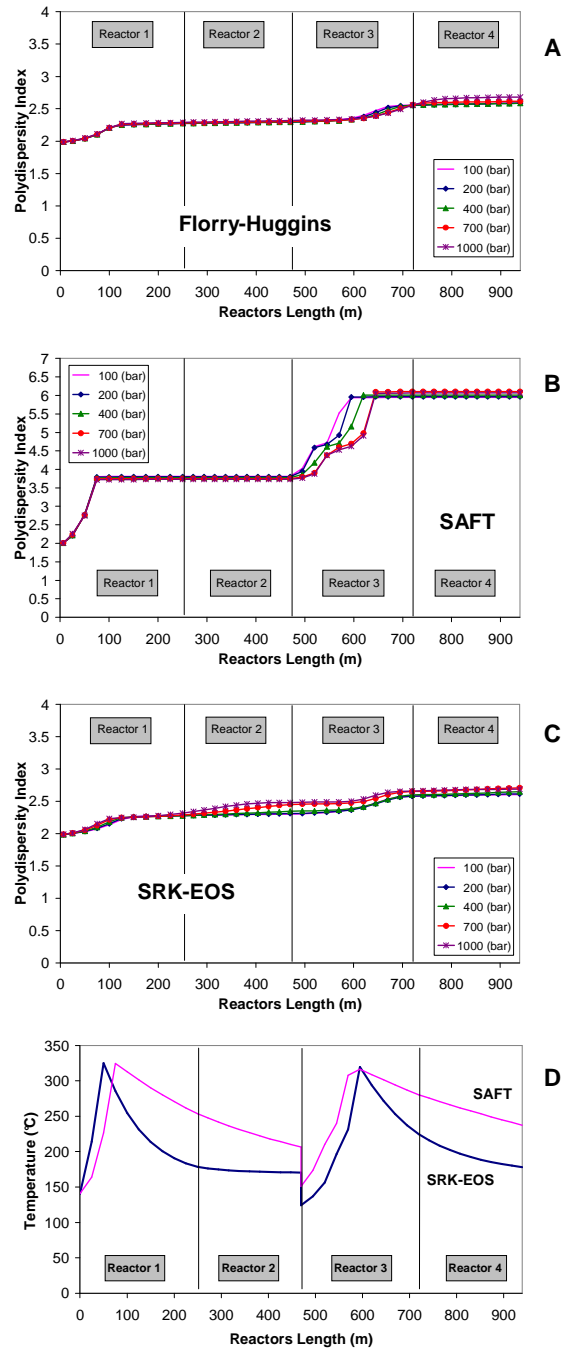 A
4
3.5
3
2.5
2
1.5
1
0.5
0
Polydispersity Index
Reactor 1 Reactor 2 Reactor 3 Reactor 4
Florry-Huggins
100 (bar)
200 (bar)
400 (bar)
700 (bar)
1000 (bar)
0 100 200 300 400 500 600 700 800 900
Reactors Length (m)
B
7
6.5
6
5.5
5
4.5
4
3.5
3
2.5
2
1.5
1
0.5
0
Polydispersity Index
100 (bar)
200 (bar)
400 (bar)
700 (bar)
1000 (bar)
SAFT
Reactor 1 Reactor 2 Reactor 3 Reactor 4
0 100 200 300 400 500 600 700 800 900
Reactors Length (m)
C
4
3.5
3
2.5
2
1.5
1
0.5
0
Polydispersity Index
Reactor 1 Reactor 2 Reactor 3 Reactor 4
SRK-EOS
100 (bar)
200 (bar)
400 (bar)
700 (bar)
1000 (bar)
0 100 200 300 400 500 600 700 800 900
Reactors Length (m)
D
350
300
250
200
150
100
50
0
Temperature (℃)
SAFT
SRK-EOS
Reactor 1 Reactor 2 Reactor 3 Reactor 4
0 100 200 300 400 500 600 700 800 900
Reactors Length (m)